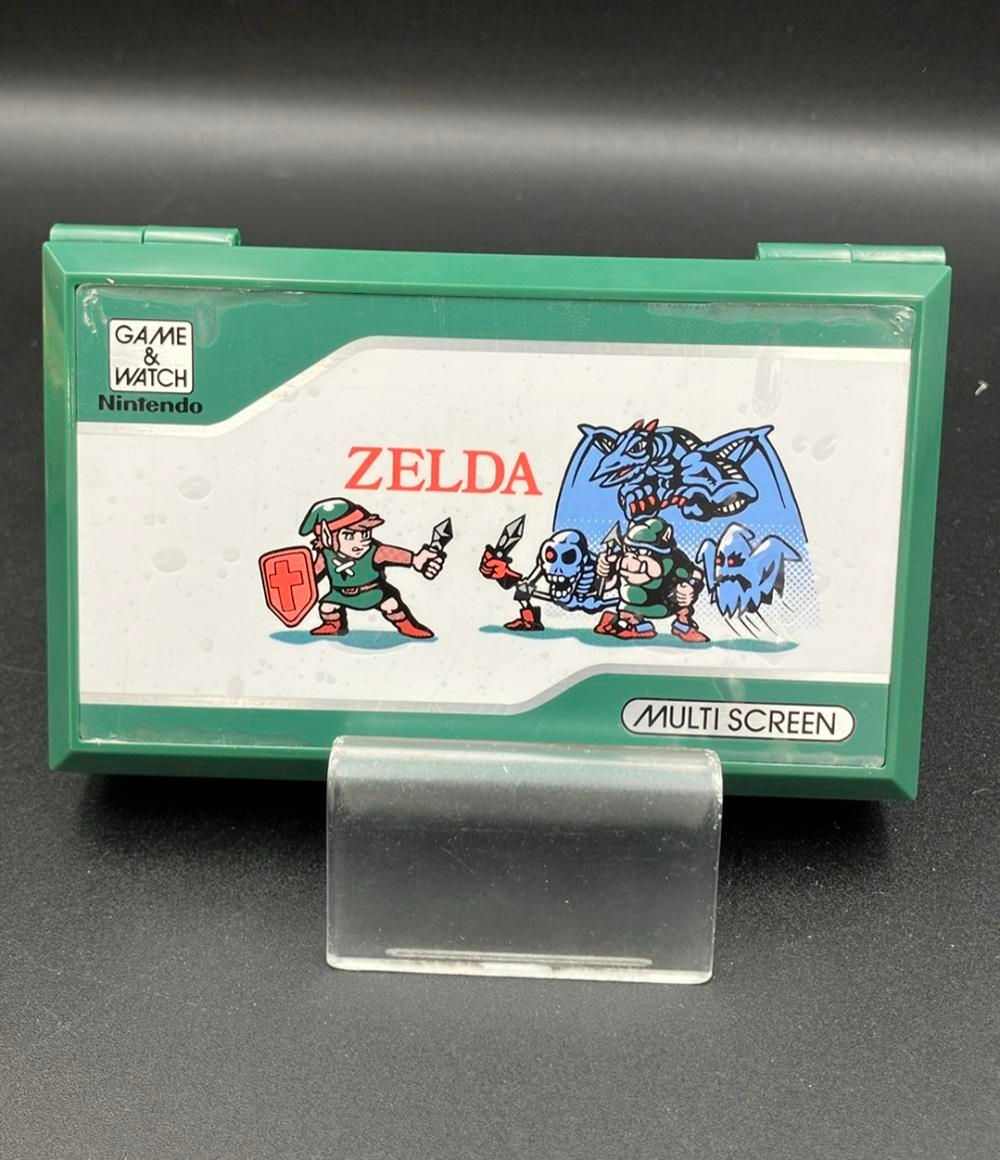 GAME
&
WATCH
Nintendo
ZELDA
MULTI SCREEN